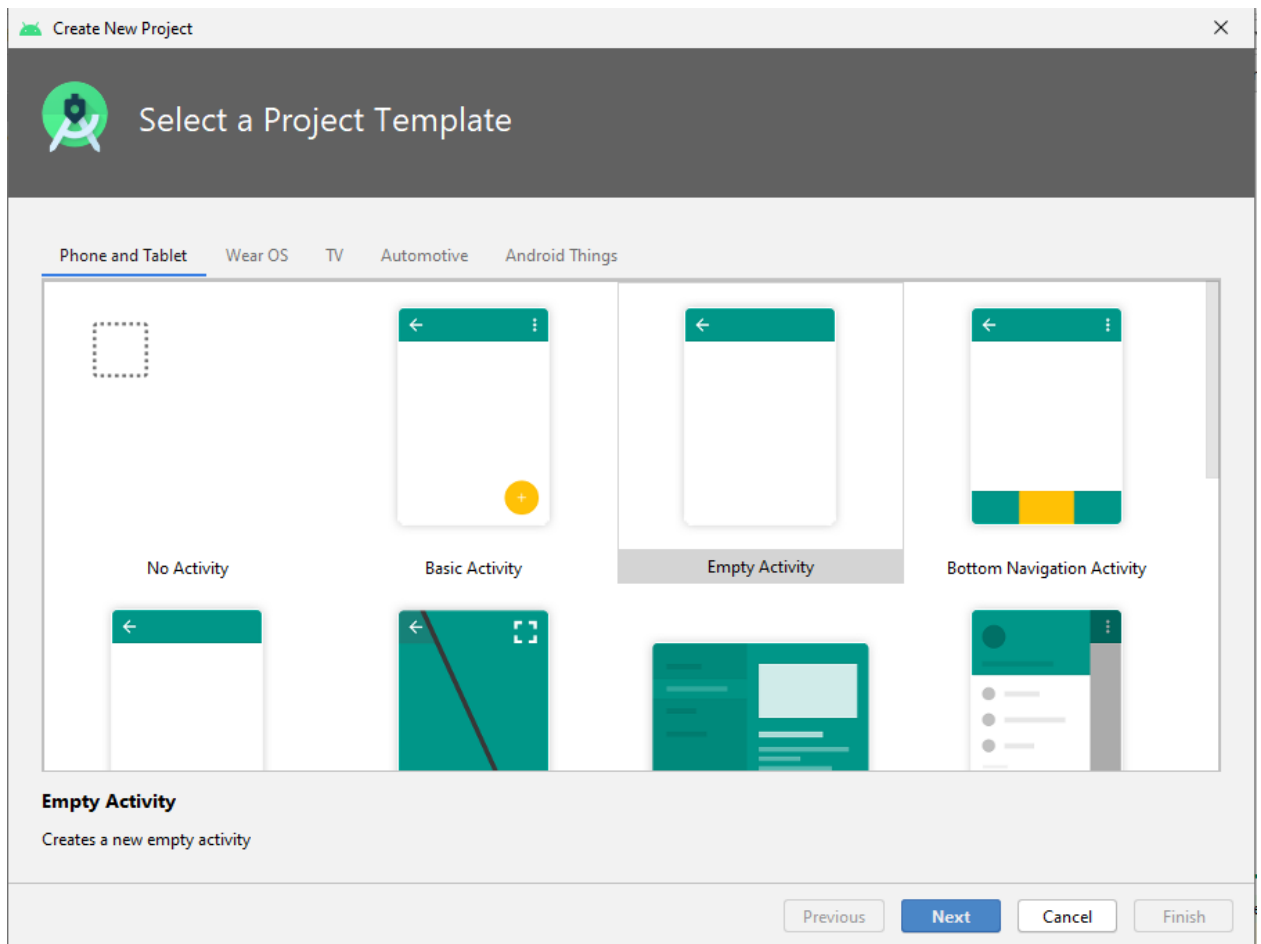 Create New Project
Select a Project Template
Phone and Tablet Wear OS TV Automotive Android Things
No Activity Basic Activity Empty Activity Bottom Navigation Activity
Empty Activity
Creates a new empty activity
Previous Next Cancel Finish